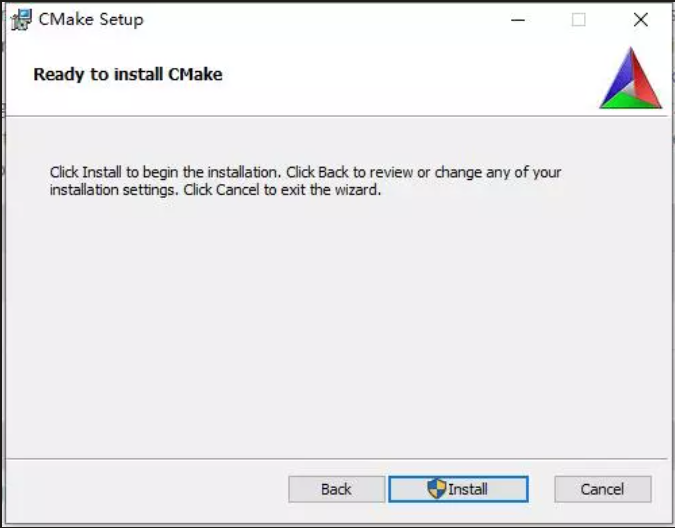 CMake Setup
Ready to install CMake
Click Install to begin the installation. Click Back to review or change any of your
installation settings. Click Cancel to exit the wizard.
Back Install Cancel